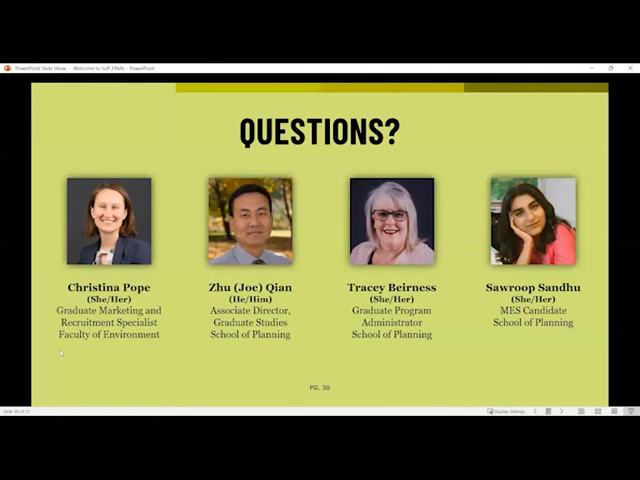 PowerPoint Slide Show - Welcome to SoP_FINAL - PowerPoint
QUESTIONS?
Christina Pope
(She/Her)
Graduate Marketing and
Recruitment Specialist
Faculty of Environment
Zhu (Joe) Qian
(He/Him)
Associate Director,
Graduate Studies
School of Planning
Tracey Beirness
(She/Her)
Graduate Program
Administrator
School of Planning
Sawroop Sandhu
(She/Her)
MES Candidate
School of Planning
PG. 30
Display Settings